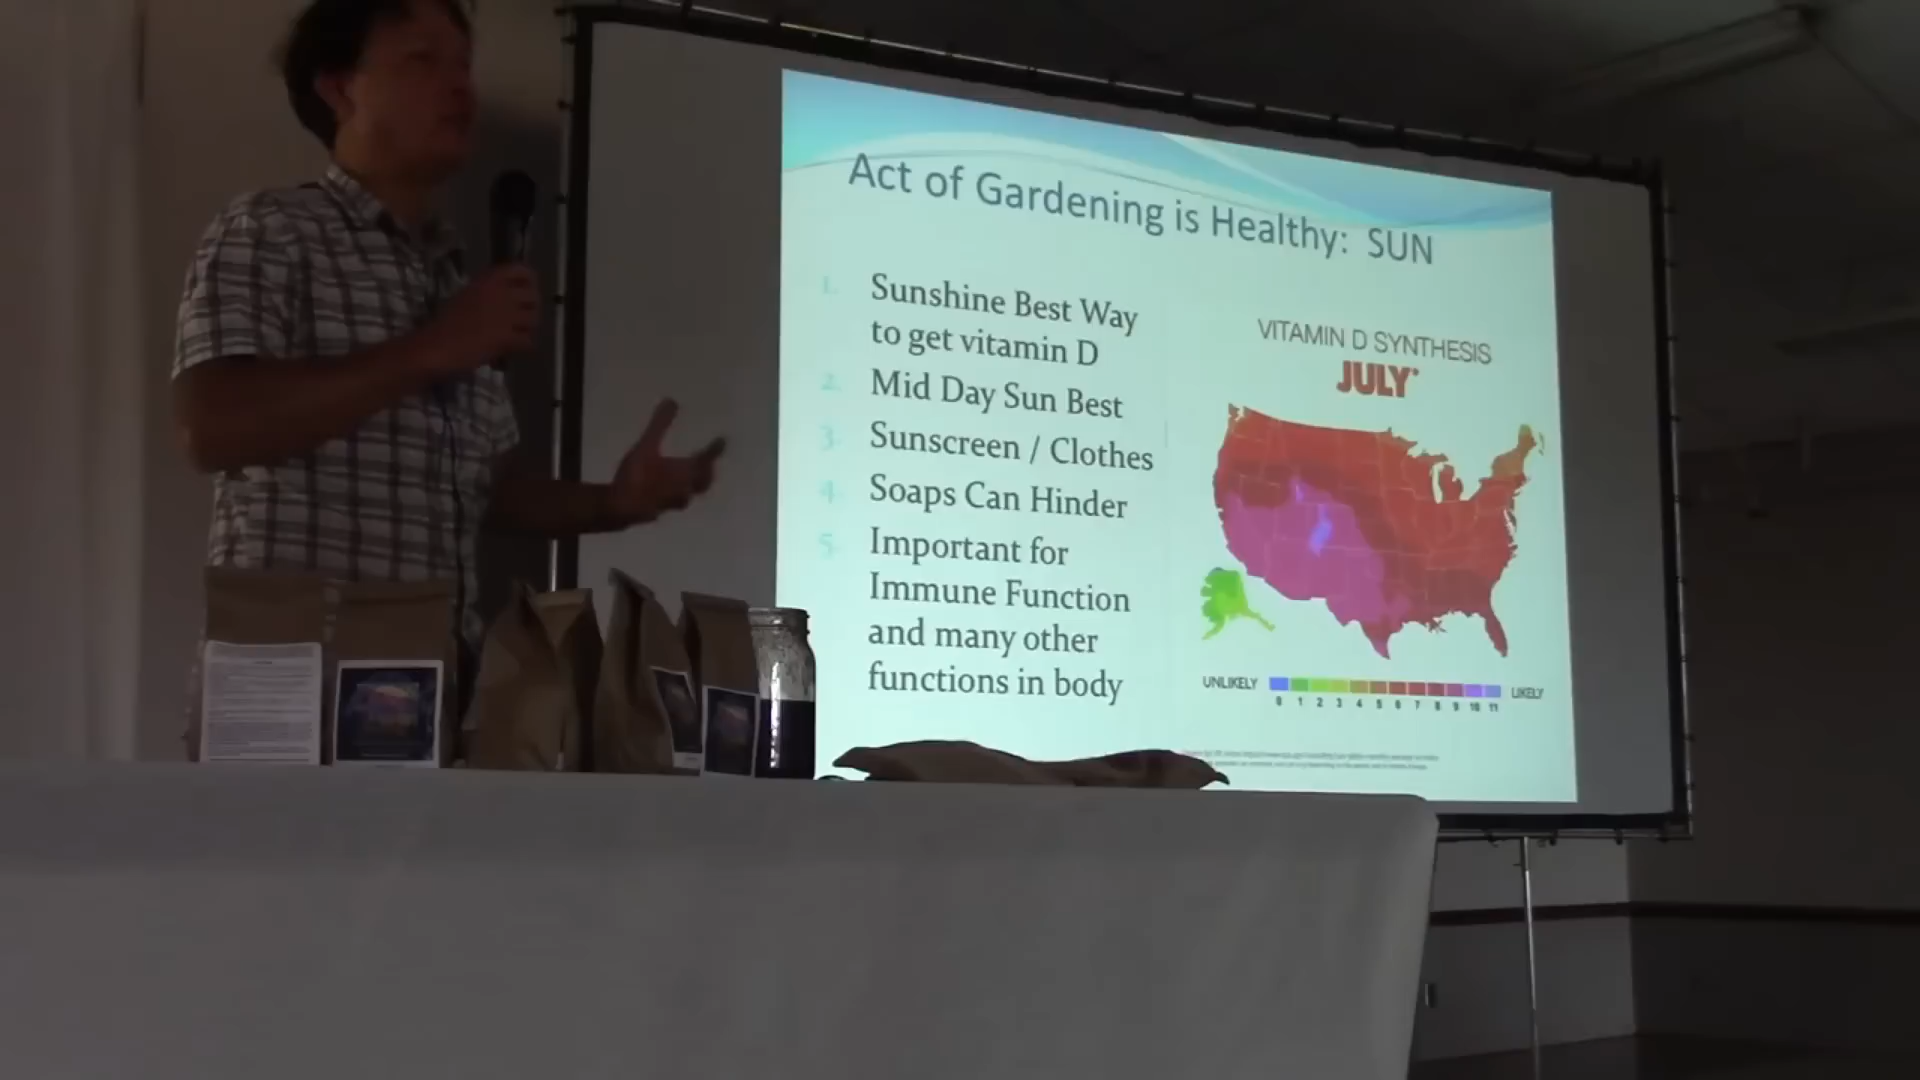 Act of Gardening is Healthy: SUN
1. Sunshine Best Way
to get vitamin D
2. Mid Day Sun Best
3. Sunscreen / Clothes
4. Soaps Can Hinder
5. Important for
Immune Function
and many other
functions in body
VITAMIN D SYNTHESIS
JULY*
UNLIKELY
LIKELY
0 1 2 3 4 5 6 7 8 9 10 11